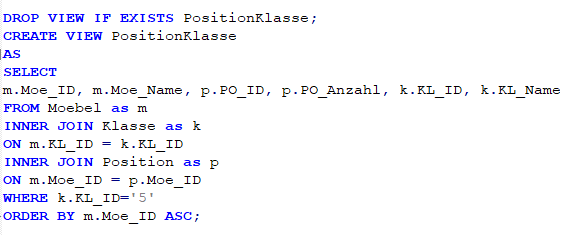 DROP VIEW IF EXISTS PositionKlasse;
CREATE VIEW PositionKlasse
AS
SELECT
m.Moe_ID, m.Moe_Name, p.PO_ID, p.PO_Anzahl, k.KL_ID, k.KL_Name
FROM Moebel as m
INNER JOIN Klasse as k
ON m.KL_ID = k.KL_ID
INNER JOIN Position as p
ON m.Moe_ID = p.Moe_ID
WHERE k.KL_ID='5'
ORDER BY m.Moe_ID ASC;